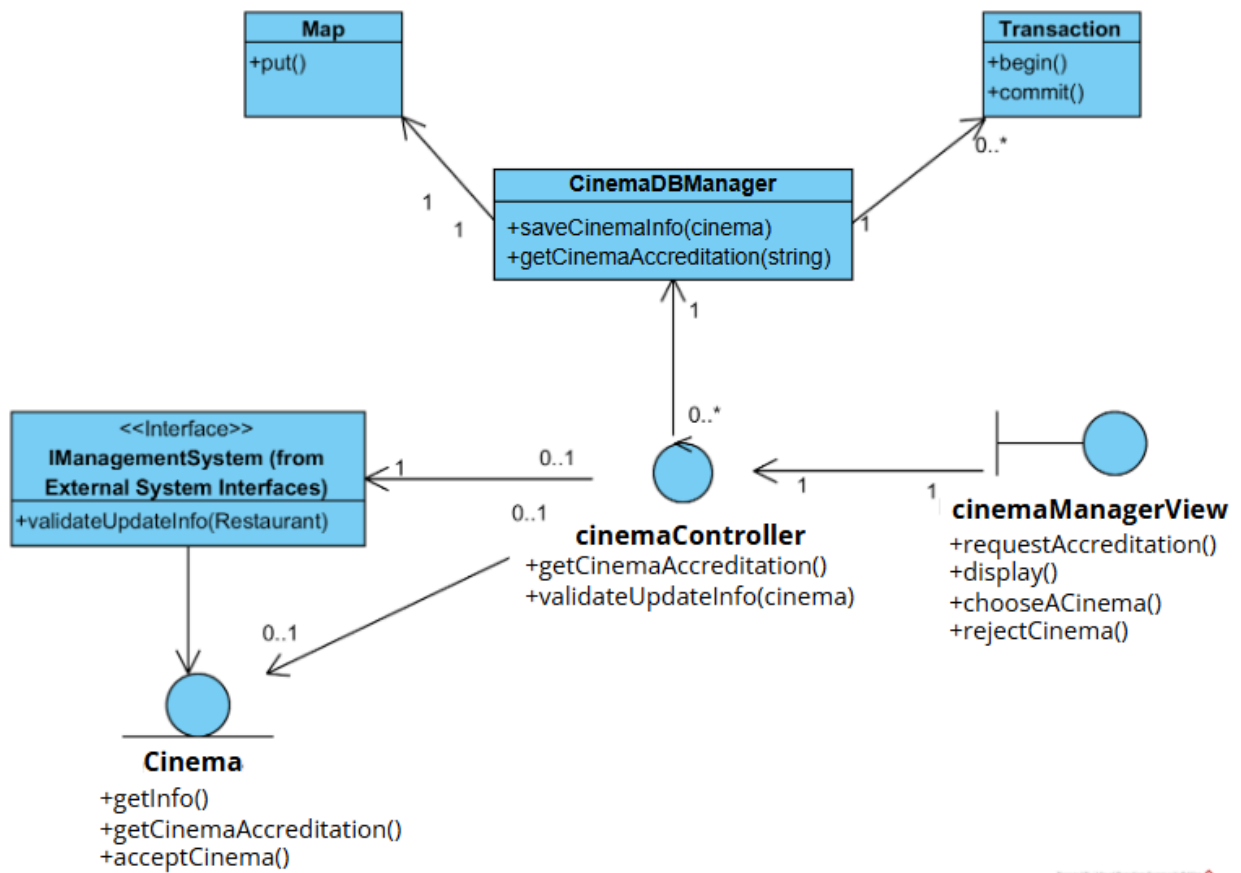 Map
+put()
Transaction
+begin()
+commit()
0..*
CinemaDBManager
+saveCinemaInfo(cinema)
+getCinemaAccreditation(string)
1
1
1
1
0..*
<<Interface>>
IManagementSystem (from
External System Interfaces)
+validateUpdateInfo(Restaurant)
1
0..1
0..1
0..1
cinemaController
+getCinemaAccreditation()
+validateUpdateInfo(cinema)
1
1
cinemaManagerView
+requestAccreditation()
+display()
+chooseACinema()
+rejectCinema()
Cinema
+getInfo()
+getCinemaAccreditation()
+acceptCinema()